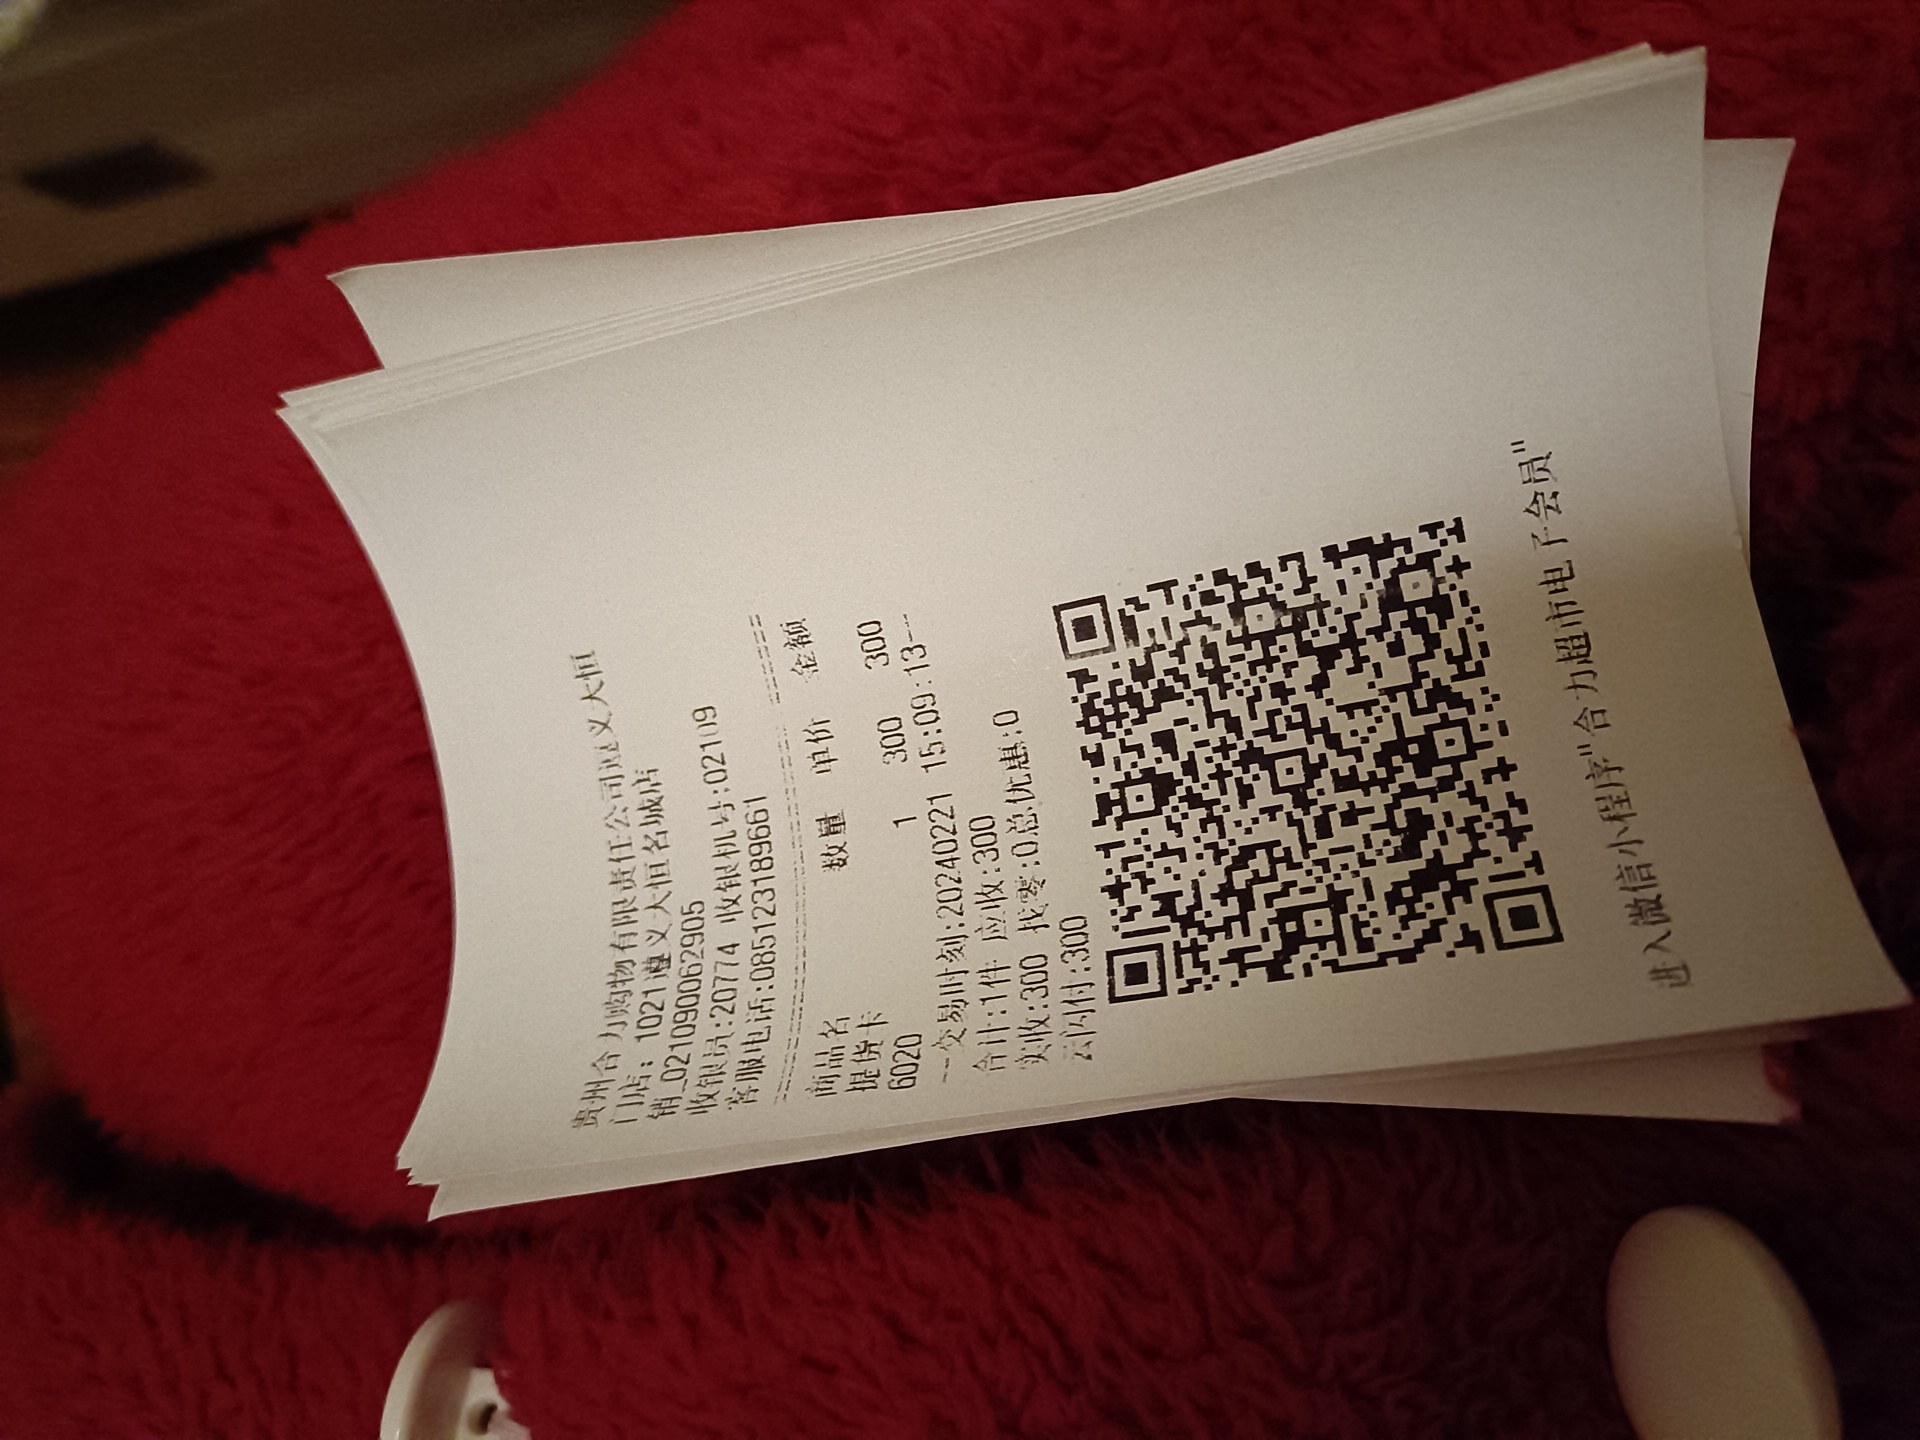 贵州合力购物有限责任公司遵义大恒
门店: 1021遵义大恒名城店
销_021090062905
收银员:20774 收银机号:02109
客服电话:085123189661
商品名 数量 单价 金额
提货卡
6020 1 300 300
--交易时刻:20240221 15:09:13--
合计:1件 应收:300
实收:300 找零:0总优惠:0
云闪付:300
进入微信小程序"合力超市电子会员"